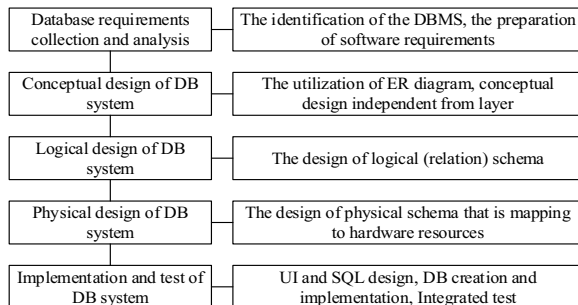 Database requirements
collection and analysis
The identification of the DBMS, the preparation
of software requirements
Conceptual design of DB
system
The utilization of ER diagram, conceptual
design independent from layer
Logical design of DB
system
The design of logical (relation) schema
Physical design of DB
system
The design of physical schema that is mapping
to hardware resources
Implementation and test of
DB system
UI and SQL design, DB creation and
implementation, Integrated test